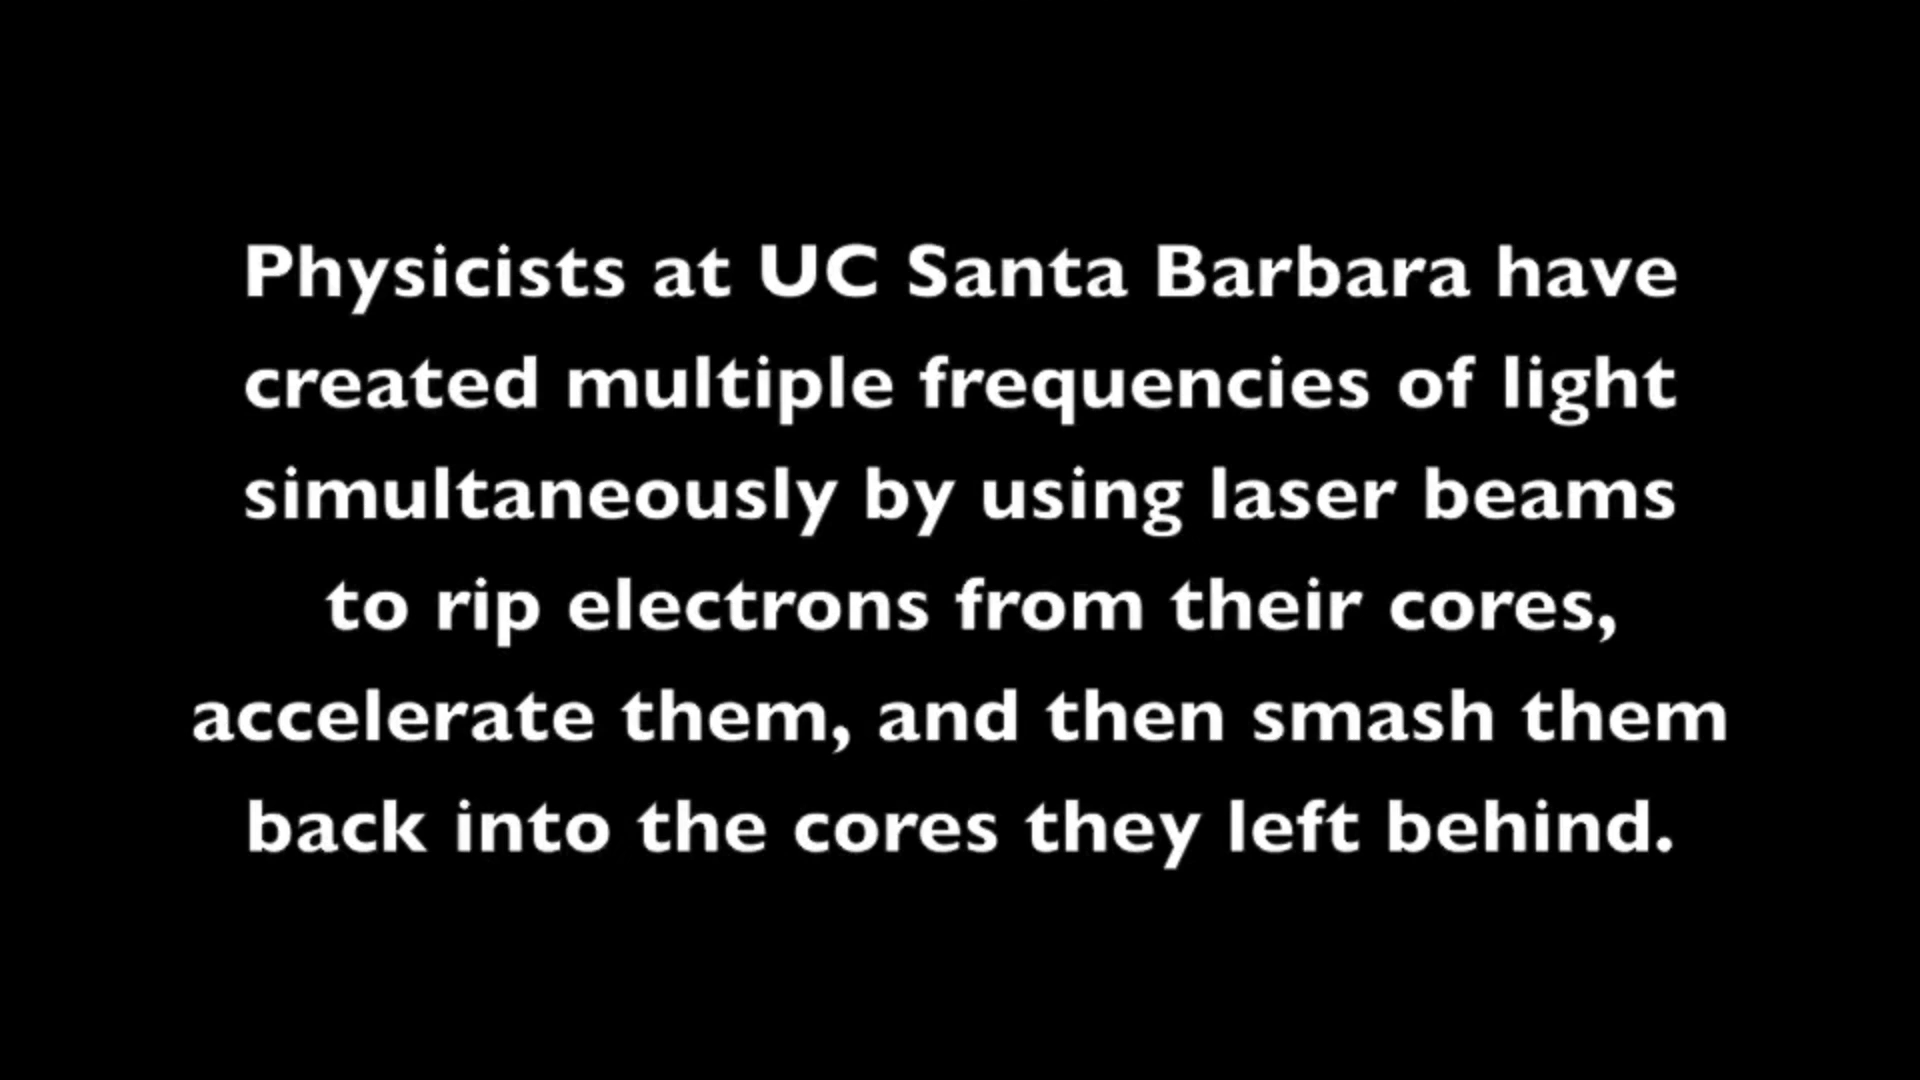 Physicists at UC Santa Barbara have
created multiple frequencies of light
simultaneously by using laser beams
to rip electrons from their cores,
accelerate them, and then smash them
back into the cores they left behind.